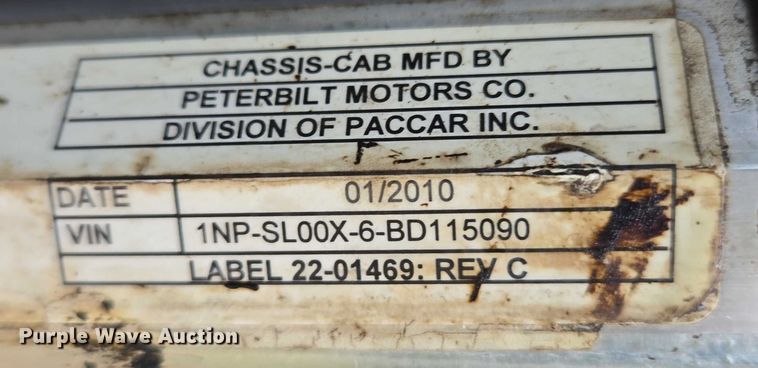 CHASSIS-CAB MFD BY
PETERBILT MOTORS CO.
DIVISION OF PACCAR INC.
DATE 01/2010
VIN 1NP-SL00X-6-BD115090
LABEL 22-01469: REV C
Purple Wave Auction